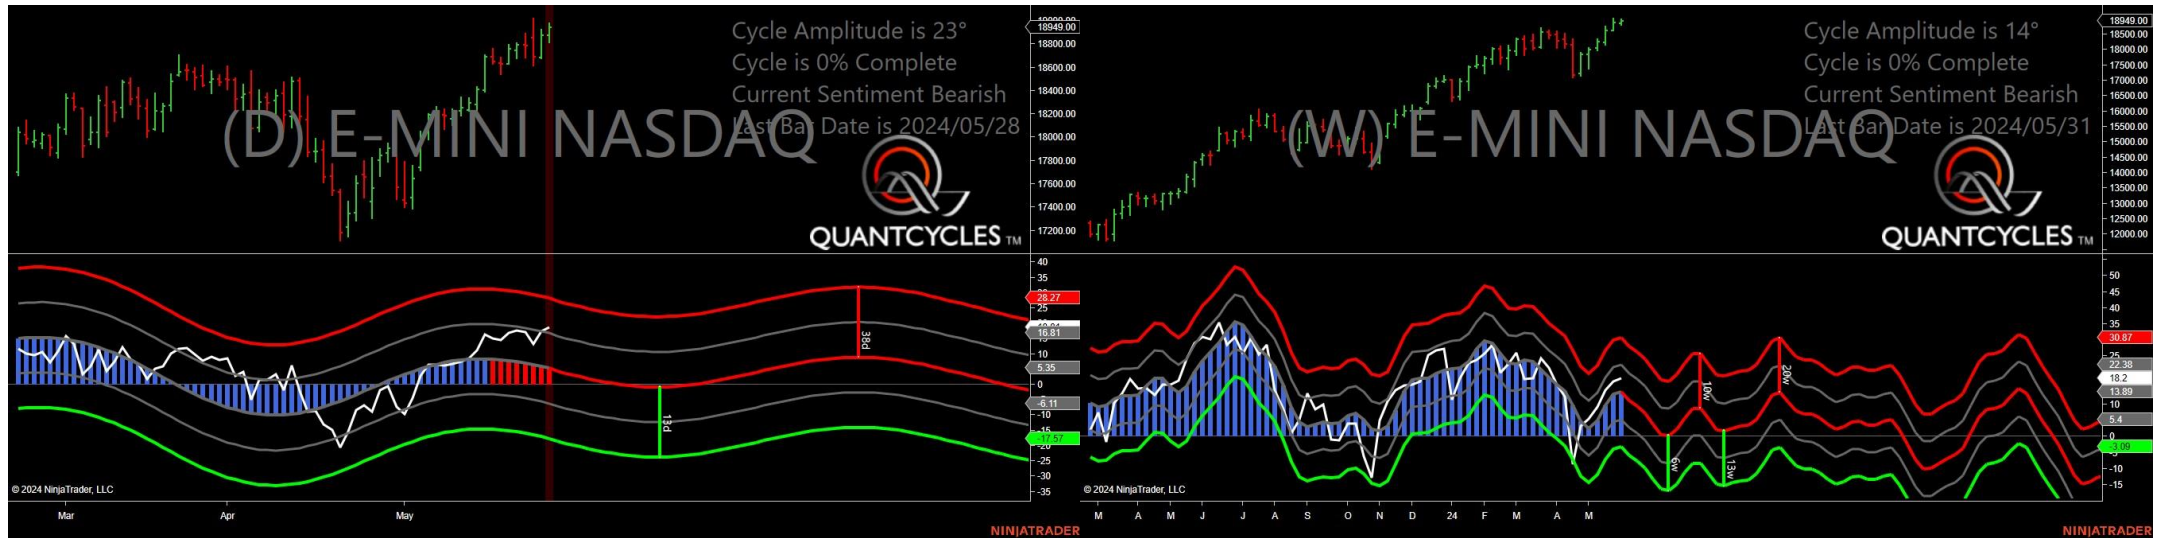 Cycle Amplitude is 23°
Cycle is 0% Complete
Current Sentiment Bearish
Last Bar Date is 2024/05/28
(D) E-MINI NASDAQ
QUANTCYCLES TM
18949.00
18800.00
18600.00
18400.00
18200.00
18000.00
17800.00
17600.00
17400.00
17200.00
40
35
28.27
25
16.81
10
5.35
0
-6.11
-10
-15
-17.57
-25
-30
-35
38d
13d
© 2024 NinjaTrader, LLC
Mar
Apr
May
NINJATRADER
Cycle Amplitude is 14°
Cycle is 0% Complete
Current Sentiment Bearish
Last Bar Date is 2024/05/31
(W) E-MINI NASDAQ
QUANTCYCLES TM
18949.00
18500.00
18000.00
17500.00
17000.00
16500.00
16000.00
15500.00
15000.00
14500.00
14000.00
13500.00
13000.00
12500.00
12000.00
50
45
40
35
30.87
25
22.38
18.2
13.89
10
5.4
0
-3.09
-10
-15
10w
20w
6w
13w
© 2024 NinjaTrader, LLC
M A M J J A S O N D 24 F M A M
NINJATRADER